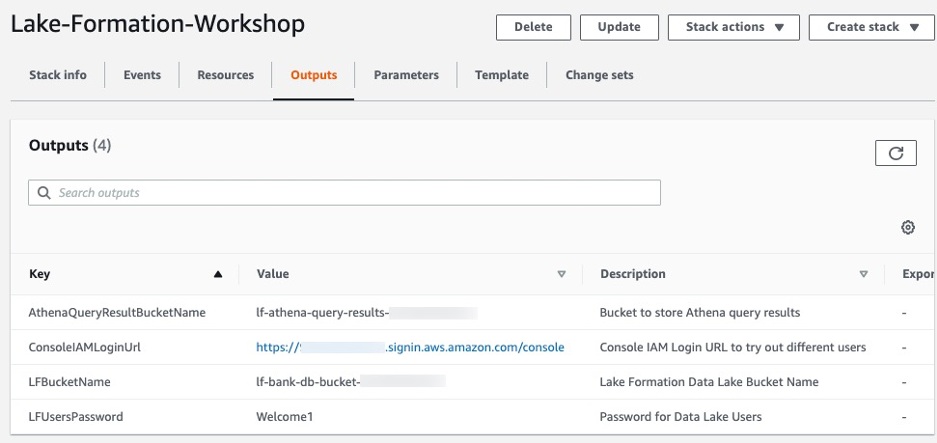 Lake-Formation-Workshop
Delete Update Stack actions Create stack
Stack info Events Resources Outputs Parameters Template Change sets
Outputs (4)
Search outputs
Key Value Description Expor
AthenaQueryResultBucketName lf-athena-query-results- Bucket to store Athena query results -
ConsoleIAMLoginUrl https:// .signin.aws.amazon.com/console Console IAM Login URL to try out different users -
LFBucketName lf-bank-db-bucket- Lake Formation Data Lake Bucket Name -
LFUsersPassword Welcome1 Password for Data Lake Users -